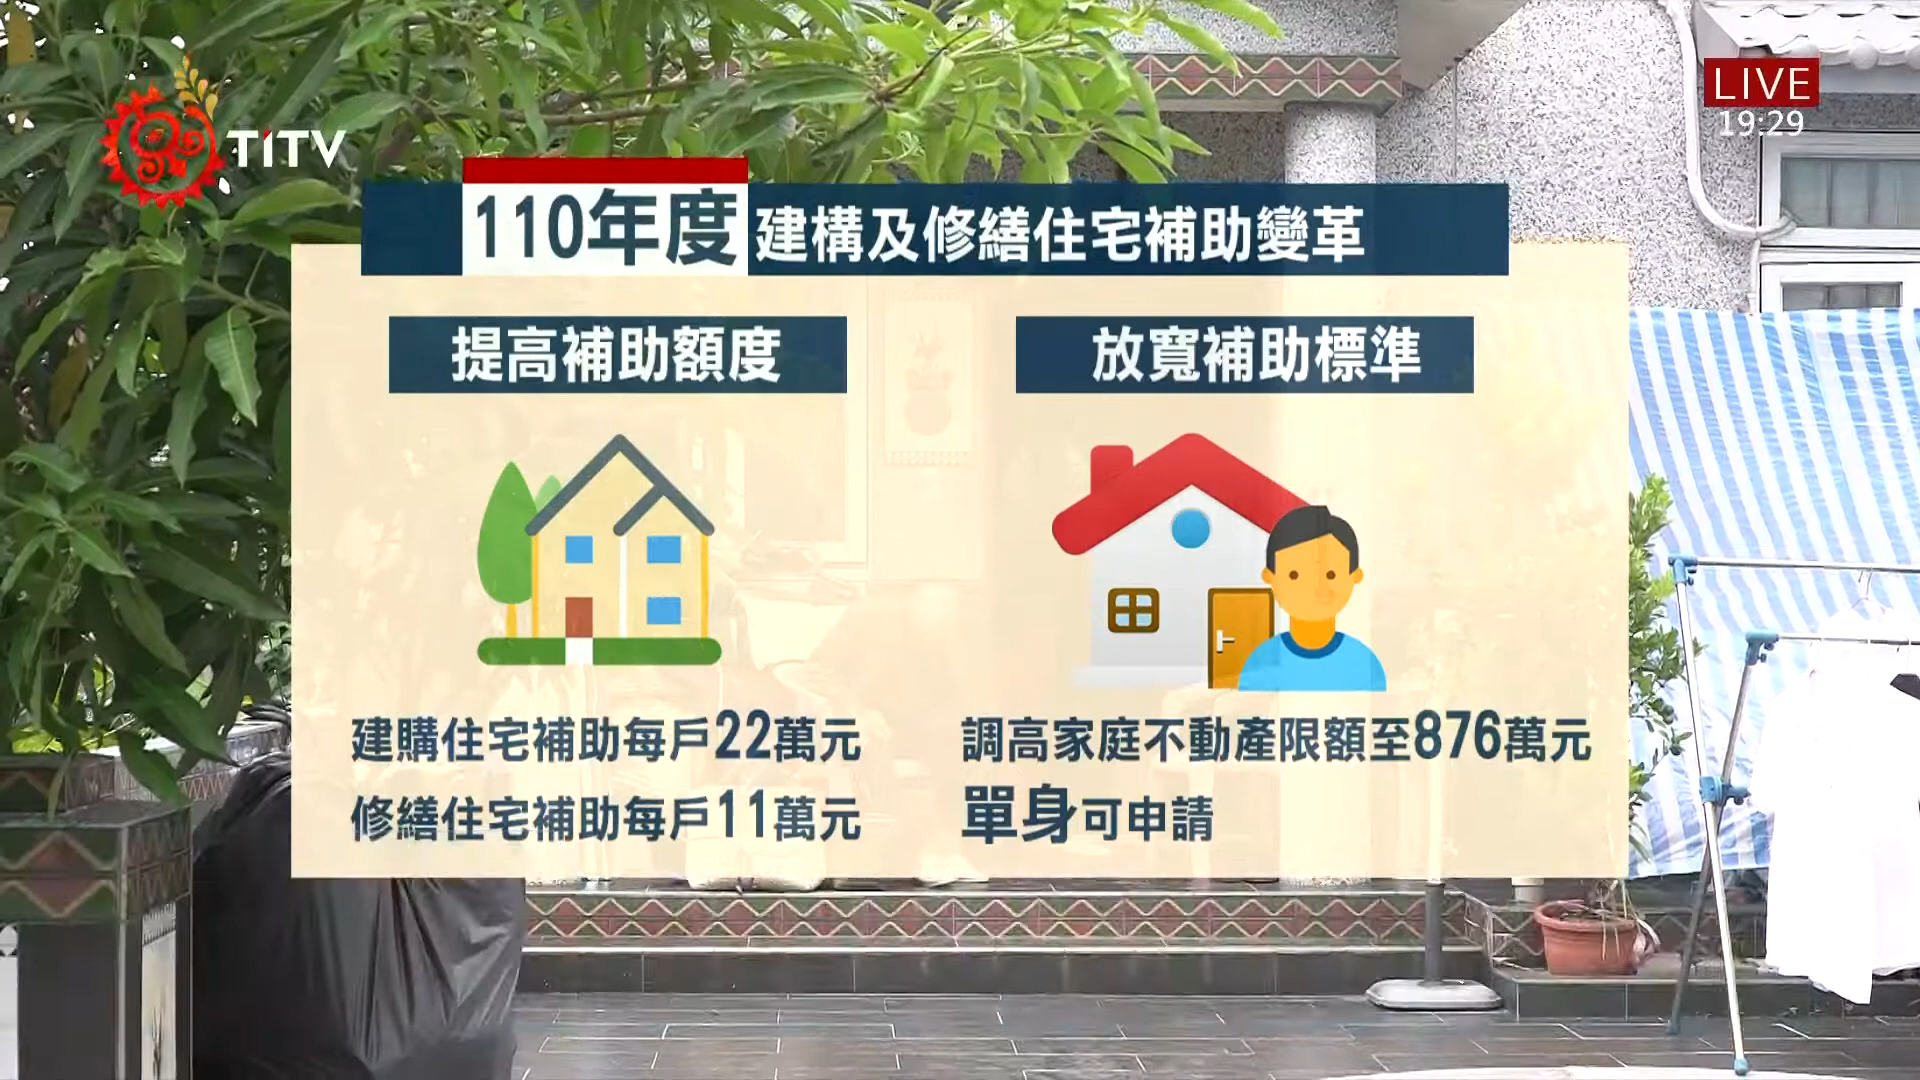 TiTV
LIVE
19:29
110年度 建構及修繕住宅補助變革
提高補助額度
建購住宅補助每戶22萬元
修繕住宅補助每戶11萬元
放寬補助標準
調高家庭不動產限額至876萬元
單身可申請